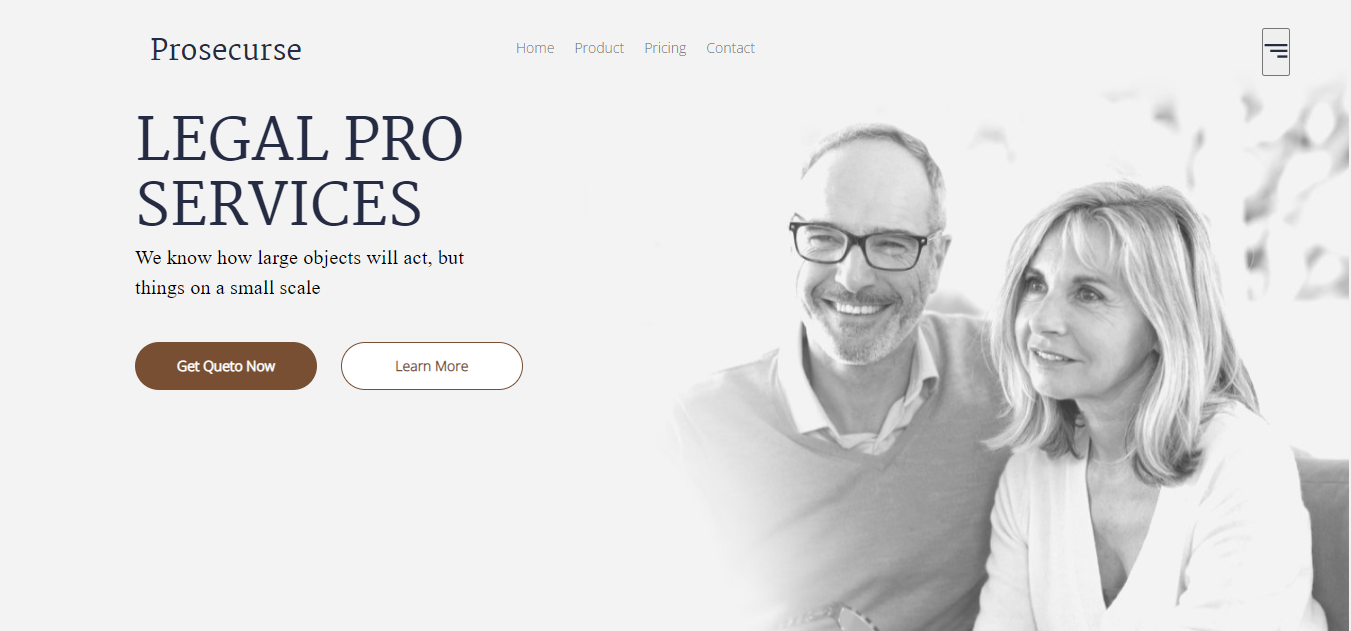 Prosecurse
Home Product Pricing Contact
LEGAL PRO
SERVICES
We know how large objects will act, but
things on a small scale
Get Queto Now
Learn More